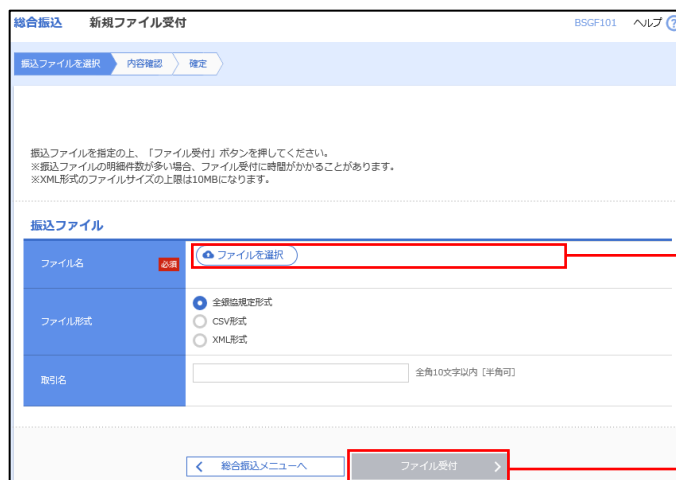 総合振込 新規ファイル受付 BSGF101 ヘルプ ?
振込ファイルを選択 内容確認 確定
振込ファイルを指定の上、「ファイル受付」ボタンを押してください。
※振込ファイルの明細件数が多い場合、ファイル受付に時間がかかることがあります。
※XML形式のファイルサイズの上限は10MBになります。
振込ファイル
ファイル名 必須 ファイルを選択
ファイル形式
全銀協規定形式
CSV形式
XML形式
取引名 全角10文字以内 [半角可]
総合振込メニューへ ファイル受付